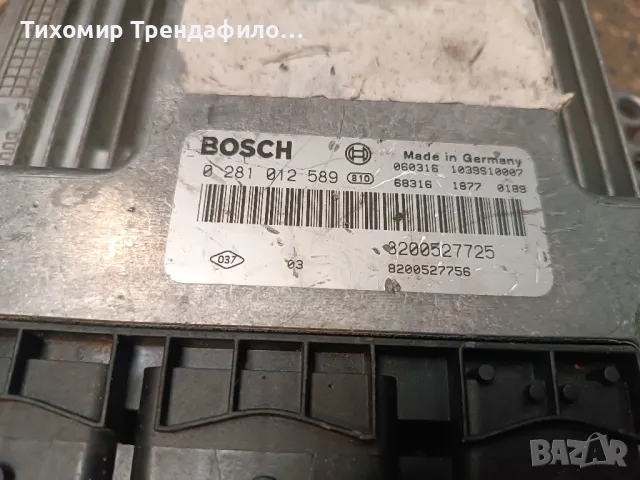 Тихомир Трендафило...
BOSCH
Made in Germany
0 281 012 589 810
060316 1039S10007
68316 1877 0189
8200527725
037 03 8200527756
BAZAR